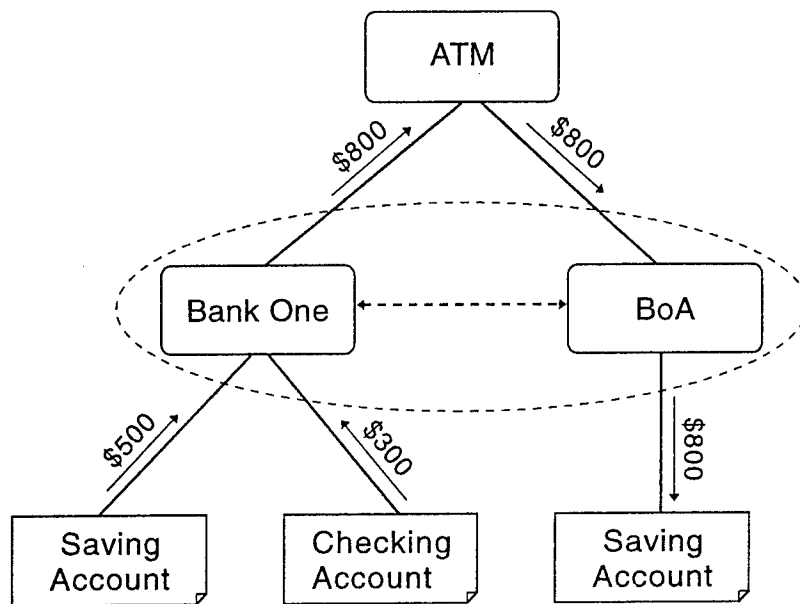 ATM
$800
$800
Bank One
BoA
$500
$300
$800
Saving
Account
Checking
Account
Saving
Account